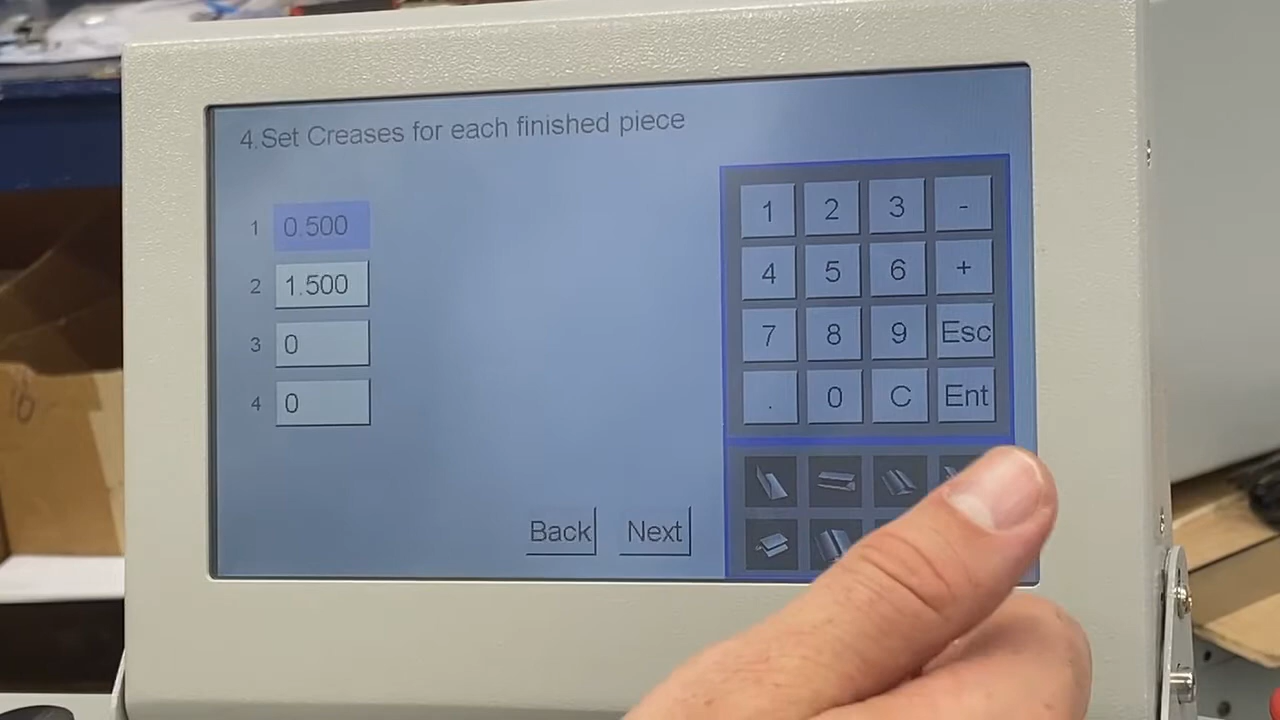 4.Set Creases for each finished piece
1 0.500
2 1.500
3 0
4 0
1 2 3 -
4 5 6 +
7 8 9 Esc
. 0 C Ent
Back Next